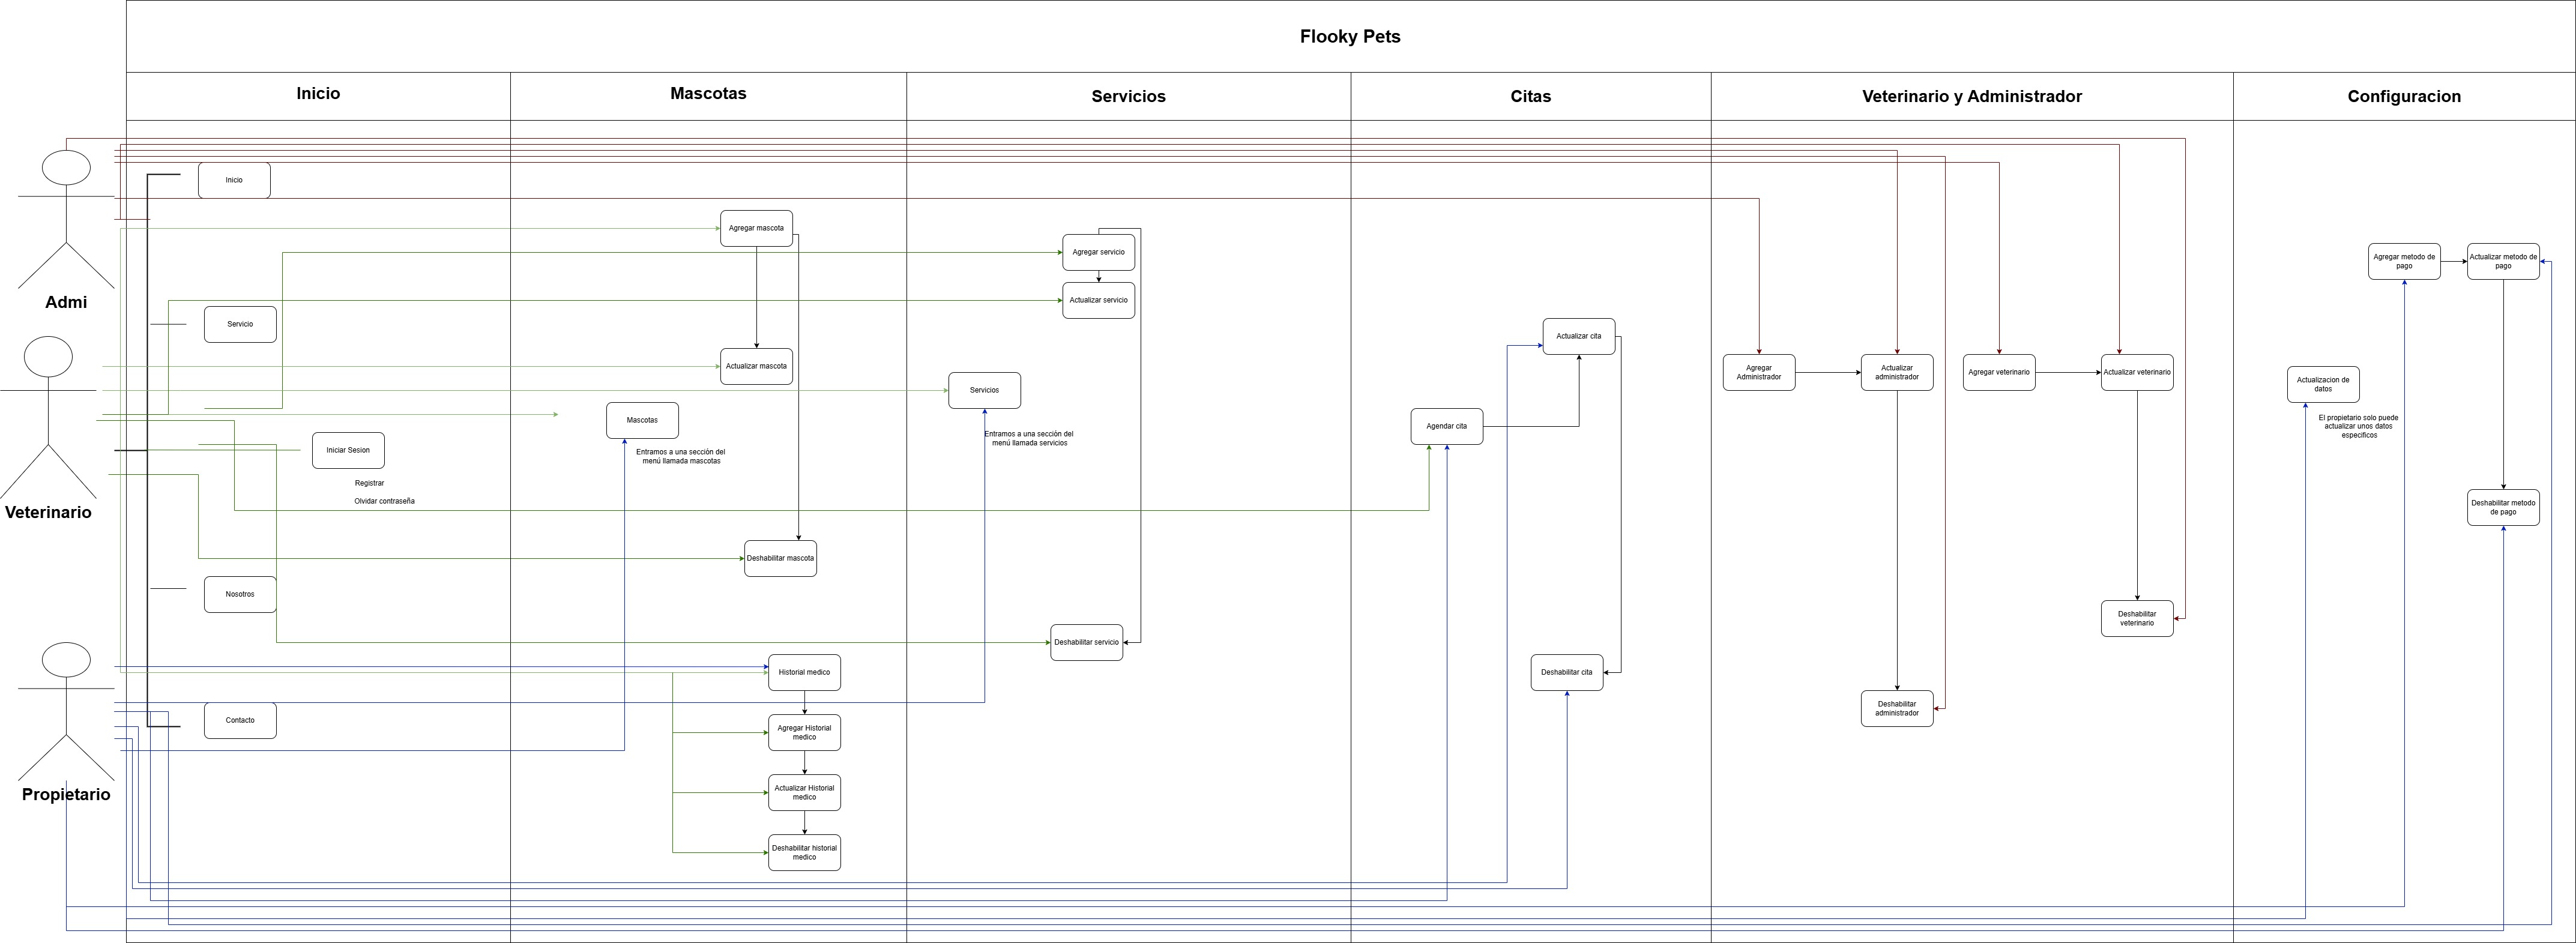 Flooky Pets
Inicio
Mascotas
Servicios
Citas
Veterinario y Administrador
Configuracion
Admi
Veterinario
Propietario
Inicio
Servicio
Iniciar Sesion
Registrar
Olvidar contraseña
Nosotros
Contacto
Agregar mascota
Actualizar mascota
Mascotas
Entramos a una sección del
menú llamada mascotas
Deshabilitar mascota
Historial medico
Agregar Historial
medico
Actualizar Historial
medico
Deshabilitar historial
medico
Agregar servicio
Actualizar servicio
Servicios
Entramos a una sección del
menú llamada servicios
Deshabilitar servicio
Actualizar cita
Agendar cita
Deshabilitar cita
Agregar
Administrador
Actualizar
administrador
Agregar veterinario
Actualizar veterinario
Deshabilitar
veterinario
Deshabilitar
administrador
Agregar metodo de
pago
Actualizar metodo de
pago
Actualizacion de
datos
El propietario solo puede
actualizar unos datos
especificos
Deshabilitar metodo
de pago